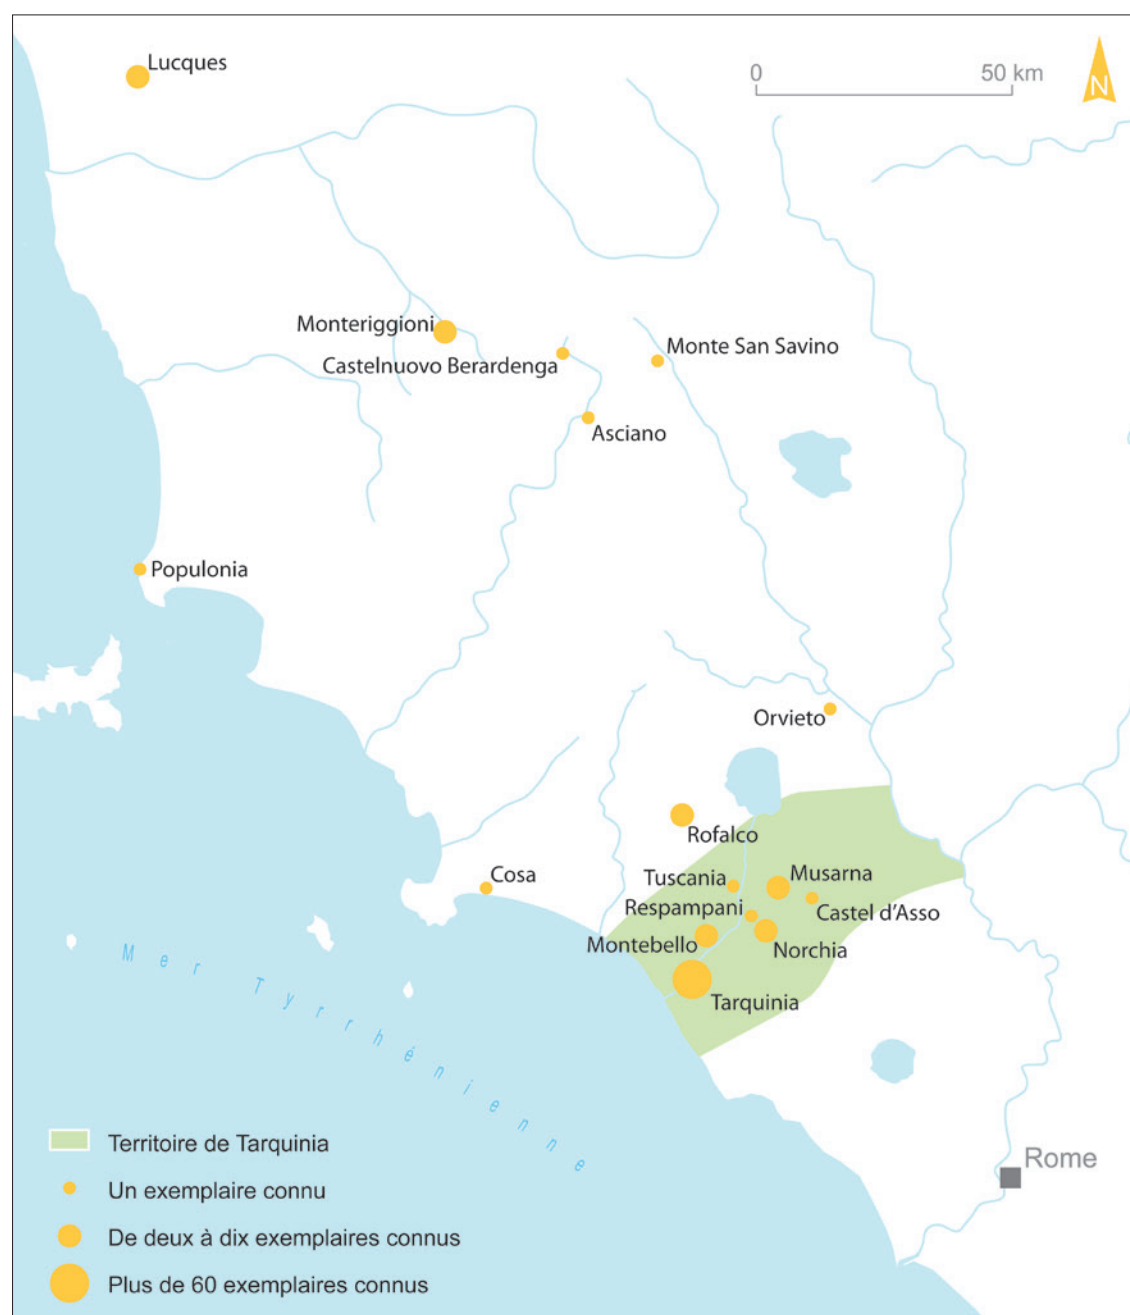 Lucques
0 50 km
N
Monteriggioni
Monte San Savino
Castelnuovo Berardenga
Asciano
Populonia
Orvieto
Rofalco
Cosa
Tuscania
Musarna
Respampani
Castel d'Asso
Montebello
Norchia
Tarquinia
Mer Tyrrhénienne
Rome
Territoire de Tarquinia
Un exemplaire connu
De deux à dix exemplaires connus
Plus de 60 exemplaires connus